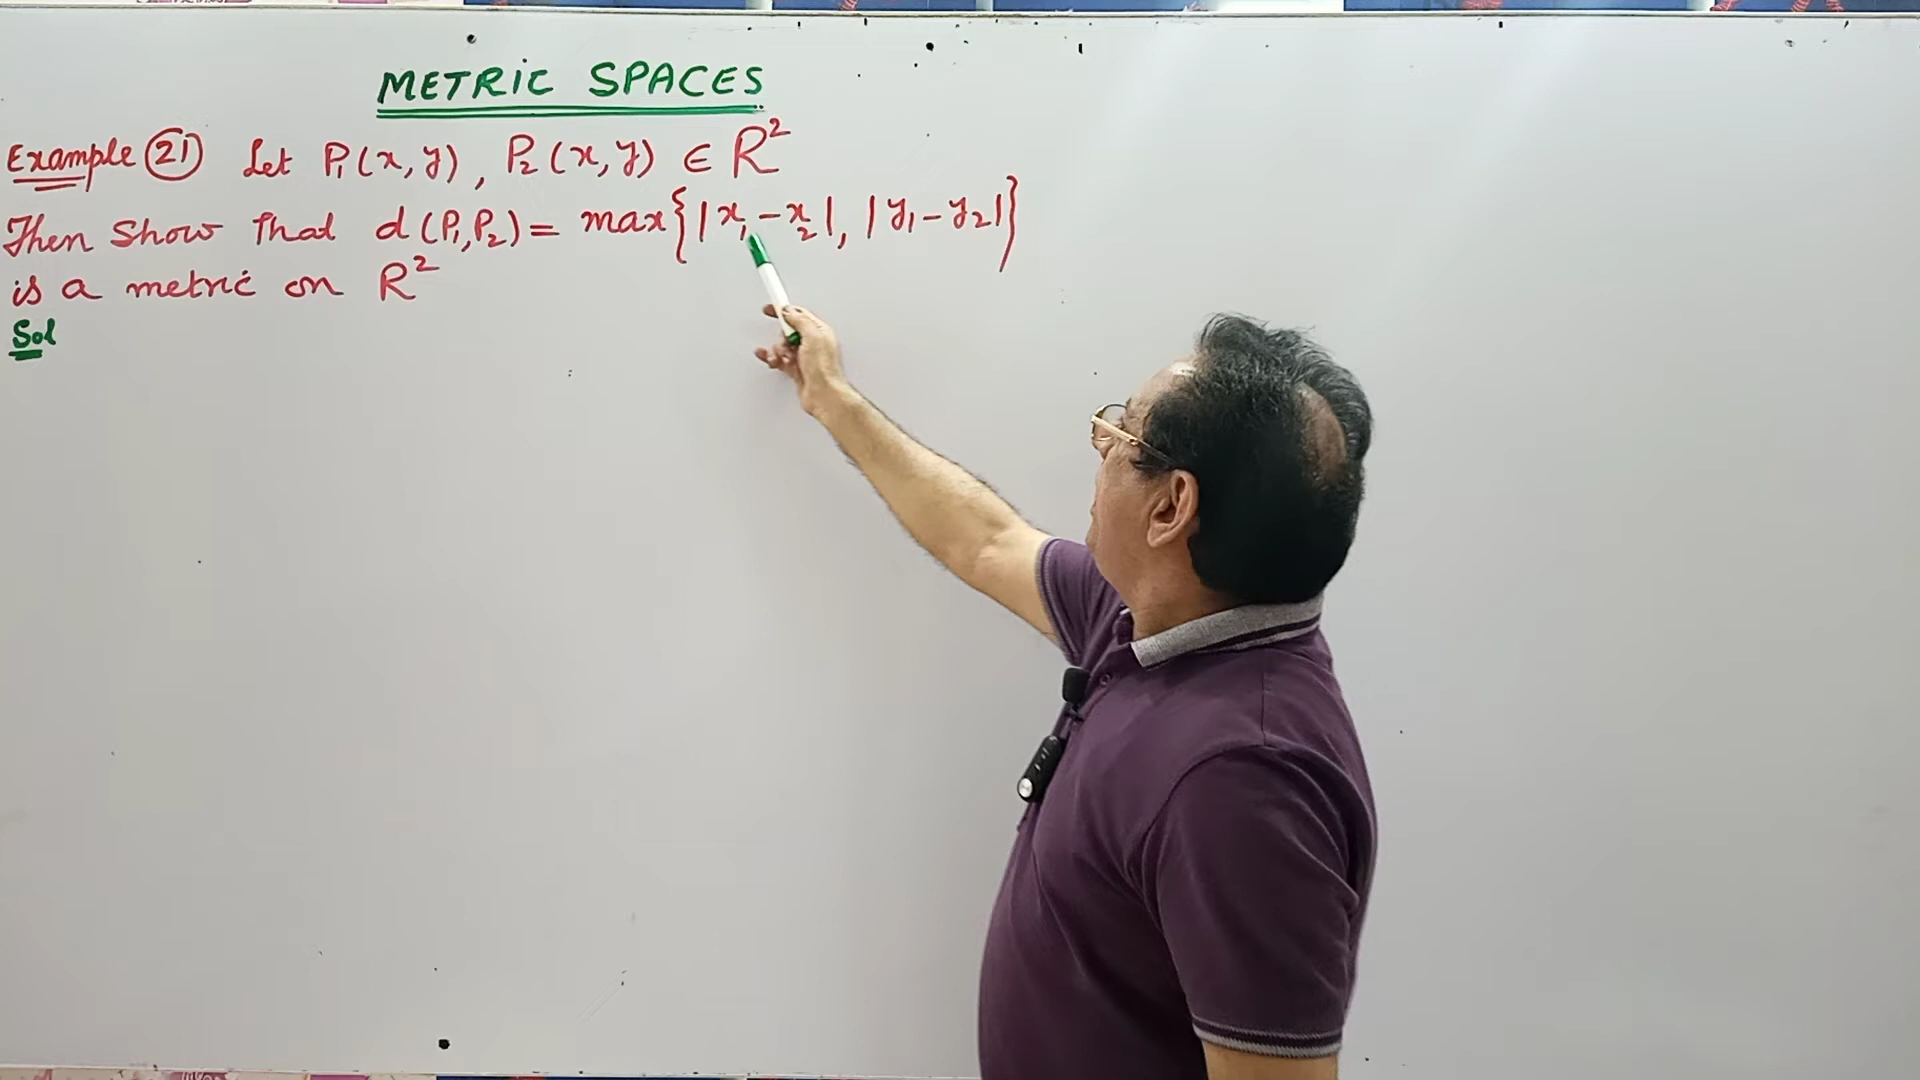 METRIC SPACES
Example 21 Let P₁(x,y), P₂(x,y) ∈ R²
Then Show that d(P₁,P₂) = max{|x₁-x₂|, |y₁-y₂|}
is a metric on R²
Sol